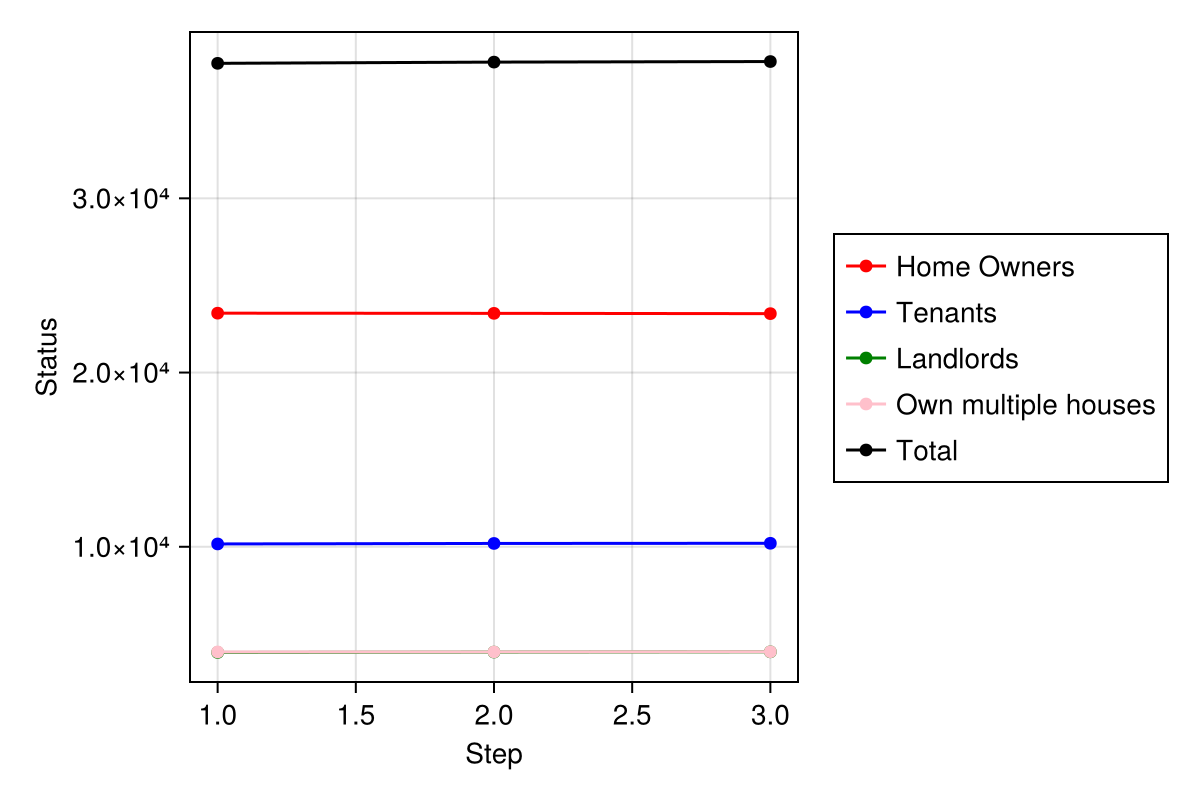 3.0×10⁴
2.0×10⁴
1.0×10⁴
Status
1.0 1.5 2.0 2.5 3.0
Step
Home Owners
Tenants
Landlords
Own multiple houses
Total